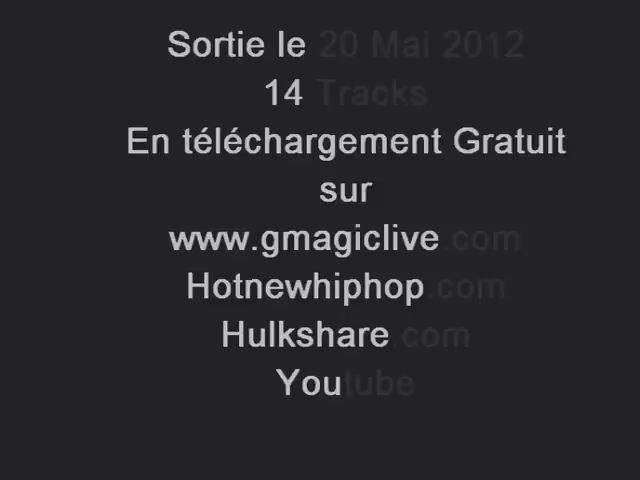 Sortie le 20 Mai 2012
14 Tracks
En téléchargement Gratuit
sur
www.gmagiclive.com
Hotnewhiphop.com
Hulkshare.com
Youtube